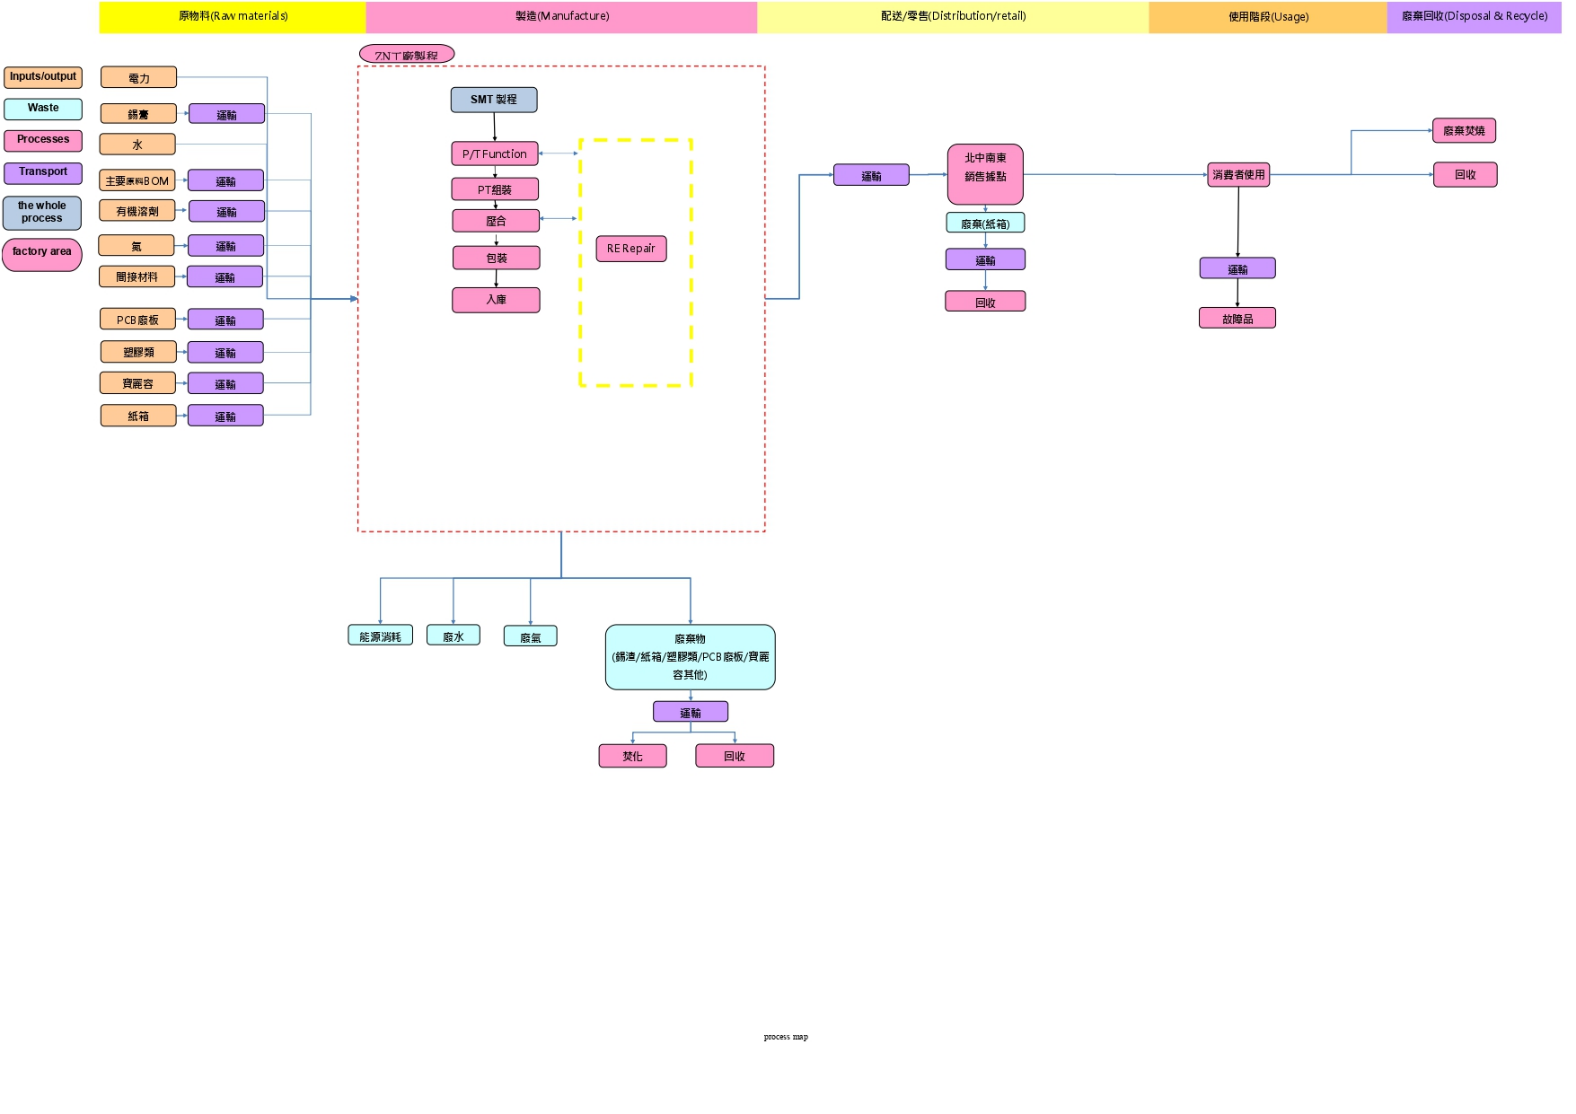 原物料(Raw materials)
製造(Manufacture)
配送/零售(Distribution/retail)
使用階段(Usage)
廢棄回收(Disposal & Recycle)
Inputs/output
Waste
Processes
Transport
the whole
process
factory area
電力
錫膏
運輸
水
主要原料BOM
運輸
有機溶劑
運輸
氮
運輸
間接材料
運輸
PCB廢板
運輸
塑膠類
運輸
寶麗容
運輸
紙箱
運輸
ZN工廠製程
SMT 製程
P/T Function
PT組裝
壓合
包裝
入庫
RE Repair
能源消耗
廢水
廢氣
廢棄物
(錫渣/紙箱/塑膠類/PCB廢板/寶麗
容其他)
運輸
焚化
回收
運輸
北中南東
銷售據點
廢棄(紙箱)
運輸
回收
消費者使用
運輸
故障品
廢棄焚燒
回收
process map